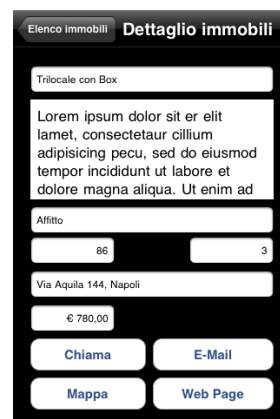 Elenco immobili Dettaglio immobili
Trilocale con Box
Lorem ipsum dolor sit er elit
lamet, consectetaur cillium
adipisicing pecu, sed do eiusmod
tempor incididunt ut labore et
dolore magna aliqua. Ut enim ad
Affitto
86 3
Via Aquila 144, Napoli
€ 780,00
Chiama E-Mail
Mappa Web Page